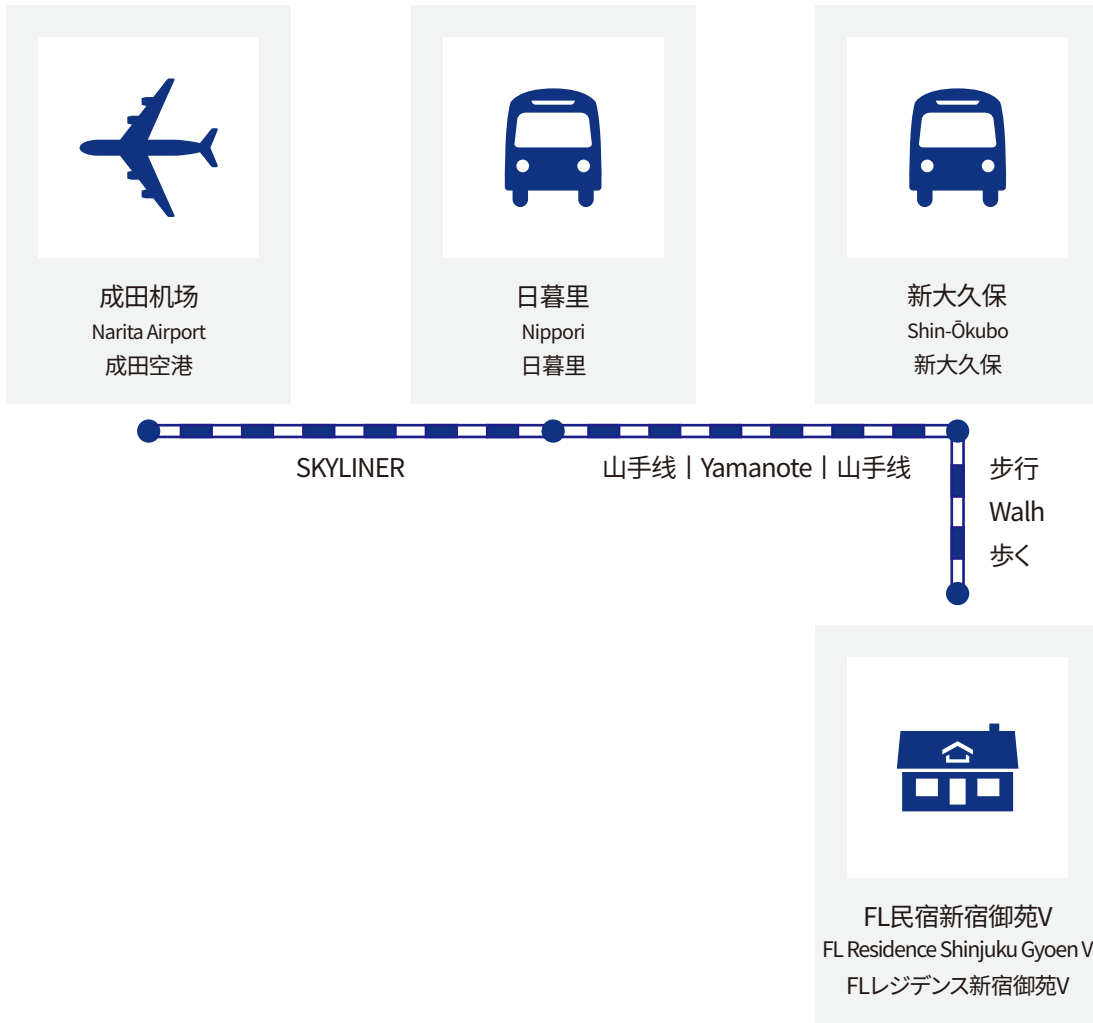 成田机场
Narita Airport
成田空港
日暮里
Nippori
日暮里
新大久保
Shin-Ōkubo
新大久保
SKYLINER
山手线 | Yamanote | 山手线
步行
Walh
歩く
FL民宿新宿御苑V
FL Residence Shinjuku Gyoen V
FLレジデンス新宿御苑V